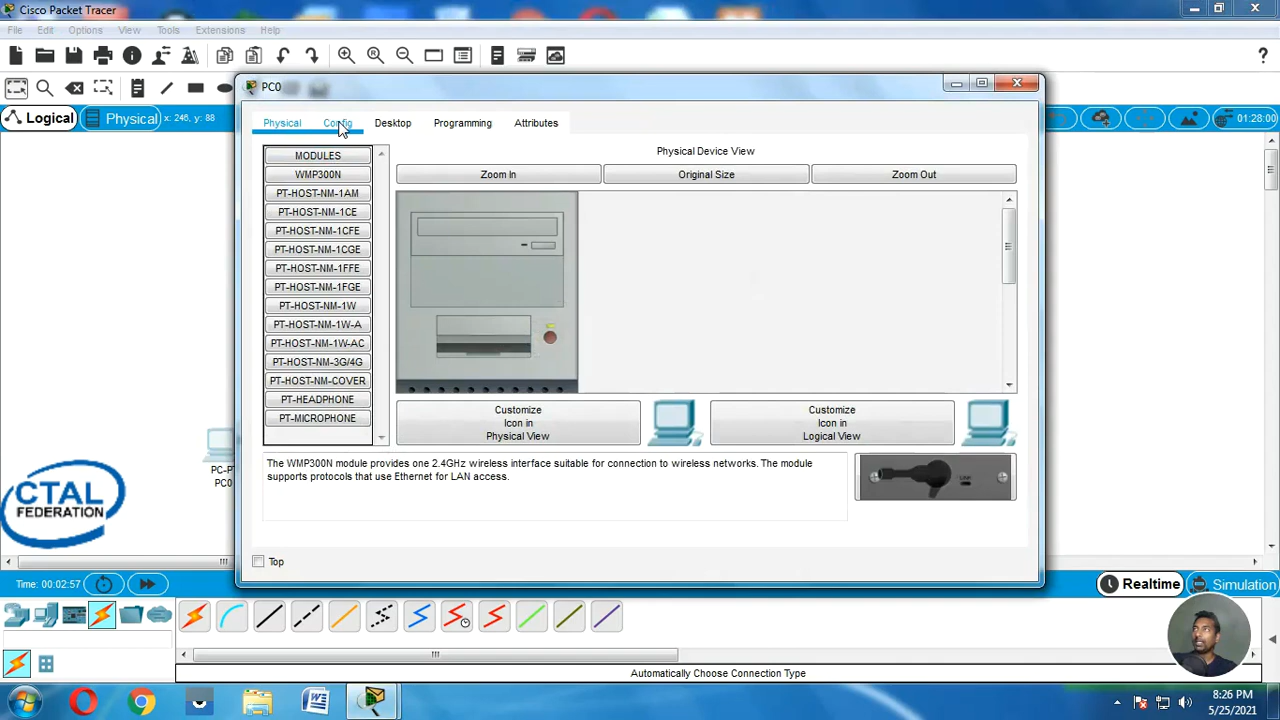 Cisco Packet Tracer
File Edit Options View Tools Extensions Help
PC0
Logical Physical x: 246, y: 88
01:28:00
Physical Config Desktop Programming Attributes
MODULES
WMP300N
PT-HOST-NM-1AM
PT-HOST-NM-1CE
PT-HOST-NM-1CFE
PT-HOST-NM-1CGE
PT-HOST-NM-1FFE
PT-HOST-NM-1FGE
PT-HOST-NM-1W
PT-HOST-NM-1W-A
PT-HOST-NM-1W-AC
PT-HOST-NM-3G/4G
PT-HOST-NM-COVER
PT-HEADPHONE
PT-MICROPHONE
Physical Device View
Zoom In Original Size Zoom Out
Customize
Icon in
Physical View
Customize
Icon in
Logical View
The WMP300N module provides one 2.4GHz wireless interface suitable for connection to wireless networks. The module
supports protocols that use Ethernet for LAN access.
LINK
Top
PC-PT
PC0
CTAL
FEDERATION
Time: 00:02:57
Realtime Simulation
Automatically Choose Connection Type
8:26 PM
5/25/2021